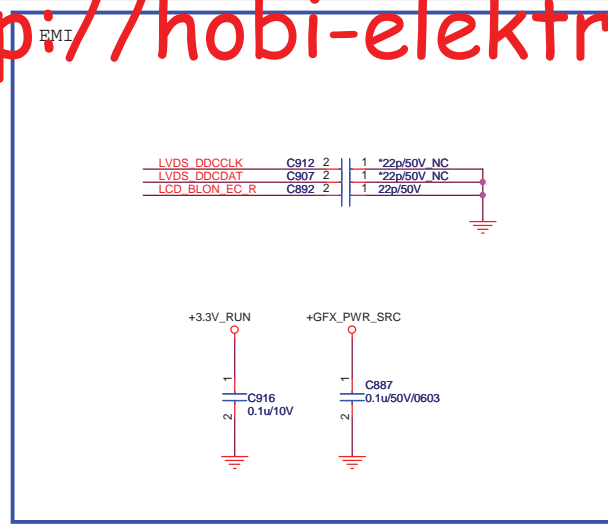 p://hobi-elektr
EMI
LVDS_DDCCLK C912 2 1 *22p/50V_NC
LVDS_DDCDAT C907 2 1 *22p/50V_NC
LCD_BLON_EC_R C892 2 1 22p/50V
+3.3V_RUN +GFX_PWR_SRC
1 1
C916 C887
0.1u/10V 0.1u/50V/0603
2 2